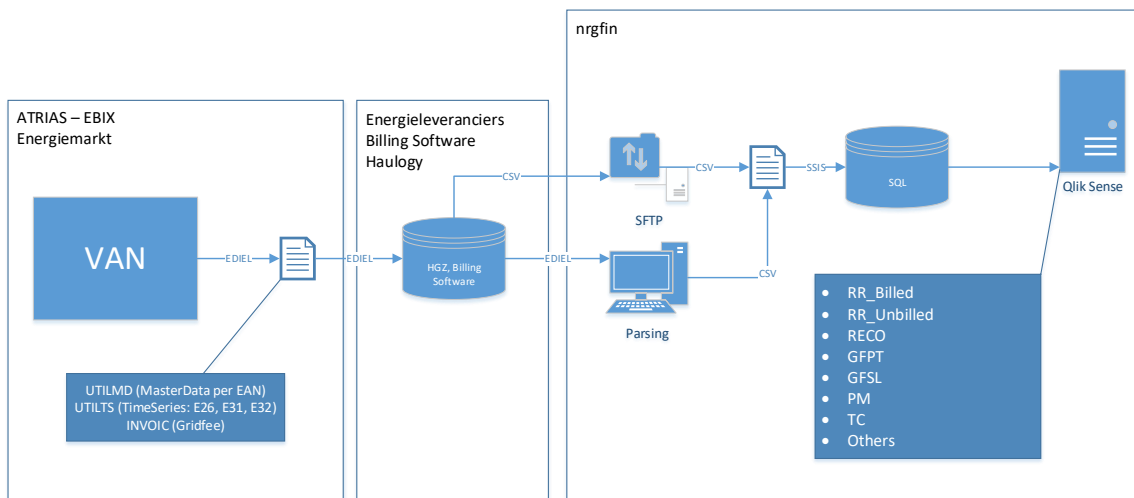 nrgfin
ATRIAS – EBIX
Energiemarkt
Energieleveranciers
Billing Software
Haulogy
VAN
EDIEL
EDIEL
HGZ, Billing
Software
CSV
EDIEL
SFTP
Parsing
CSV
CSV
SSIS
SQL
Qlik Sense
UTILMD (MasterData per EAN)
UTILTS (TimeSeries: E26, E31, E32)
INVOIC (Gridfee)
• RR_Billed
• RR_Unbilled
• RECO
• GFPT
• GFSL
• PM
• TC
• Others